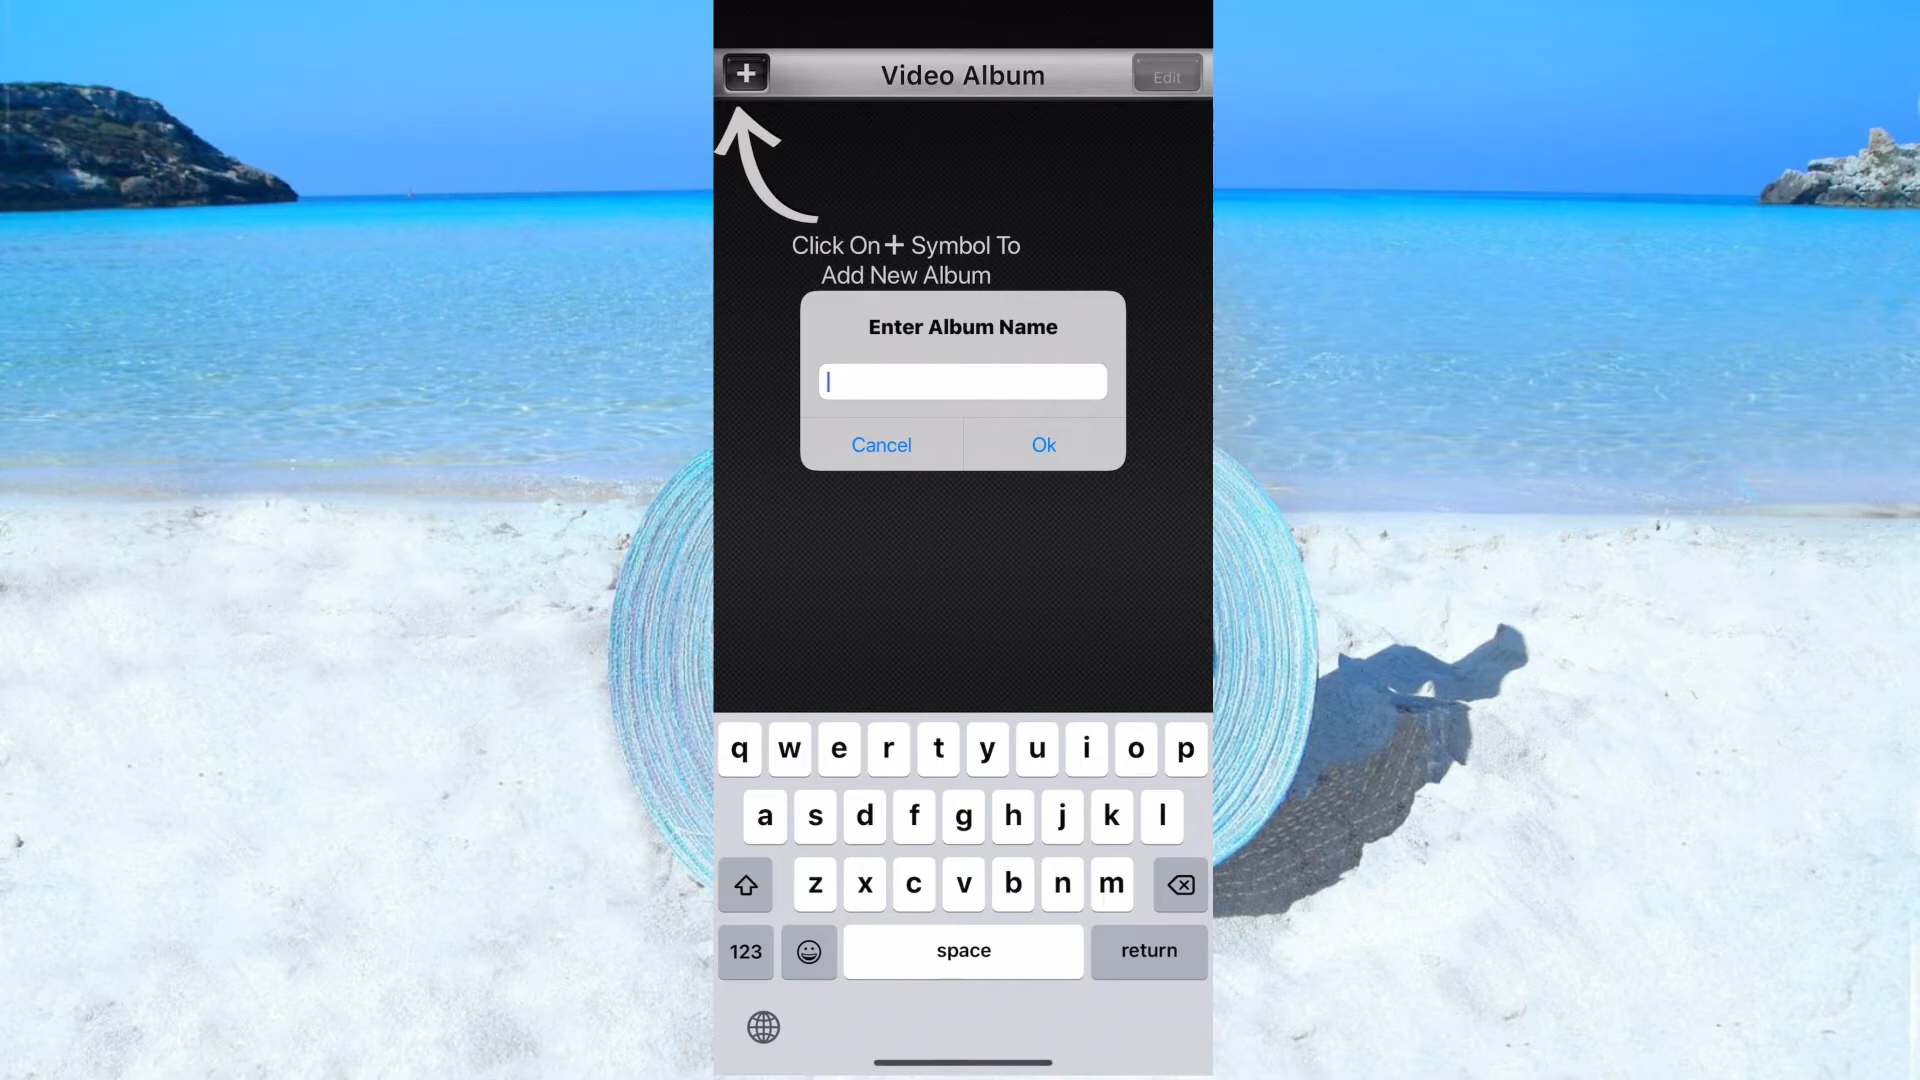 Video Album
Edit
Click On + Symbol To
Add New Album
Enter Album Name
Cancel
Ok
q w e r t y u i o p
a s d f g h j k l
z x c v b n m
123
space
return